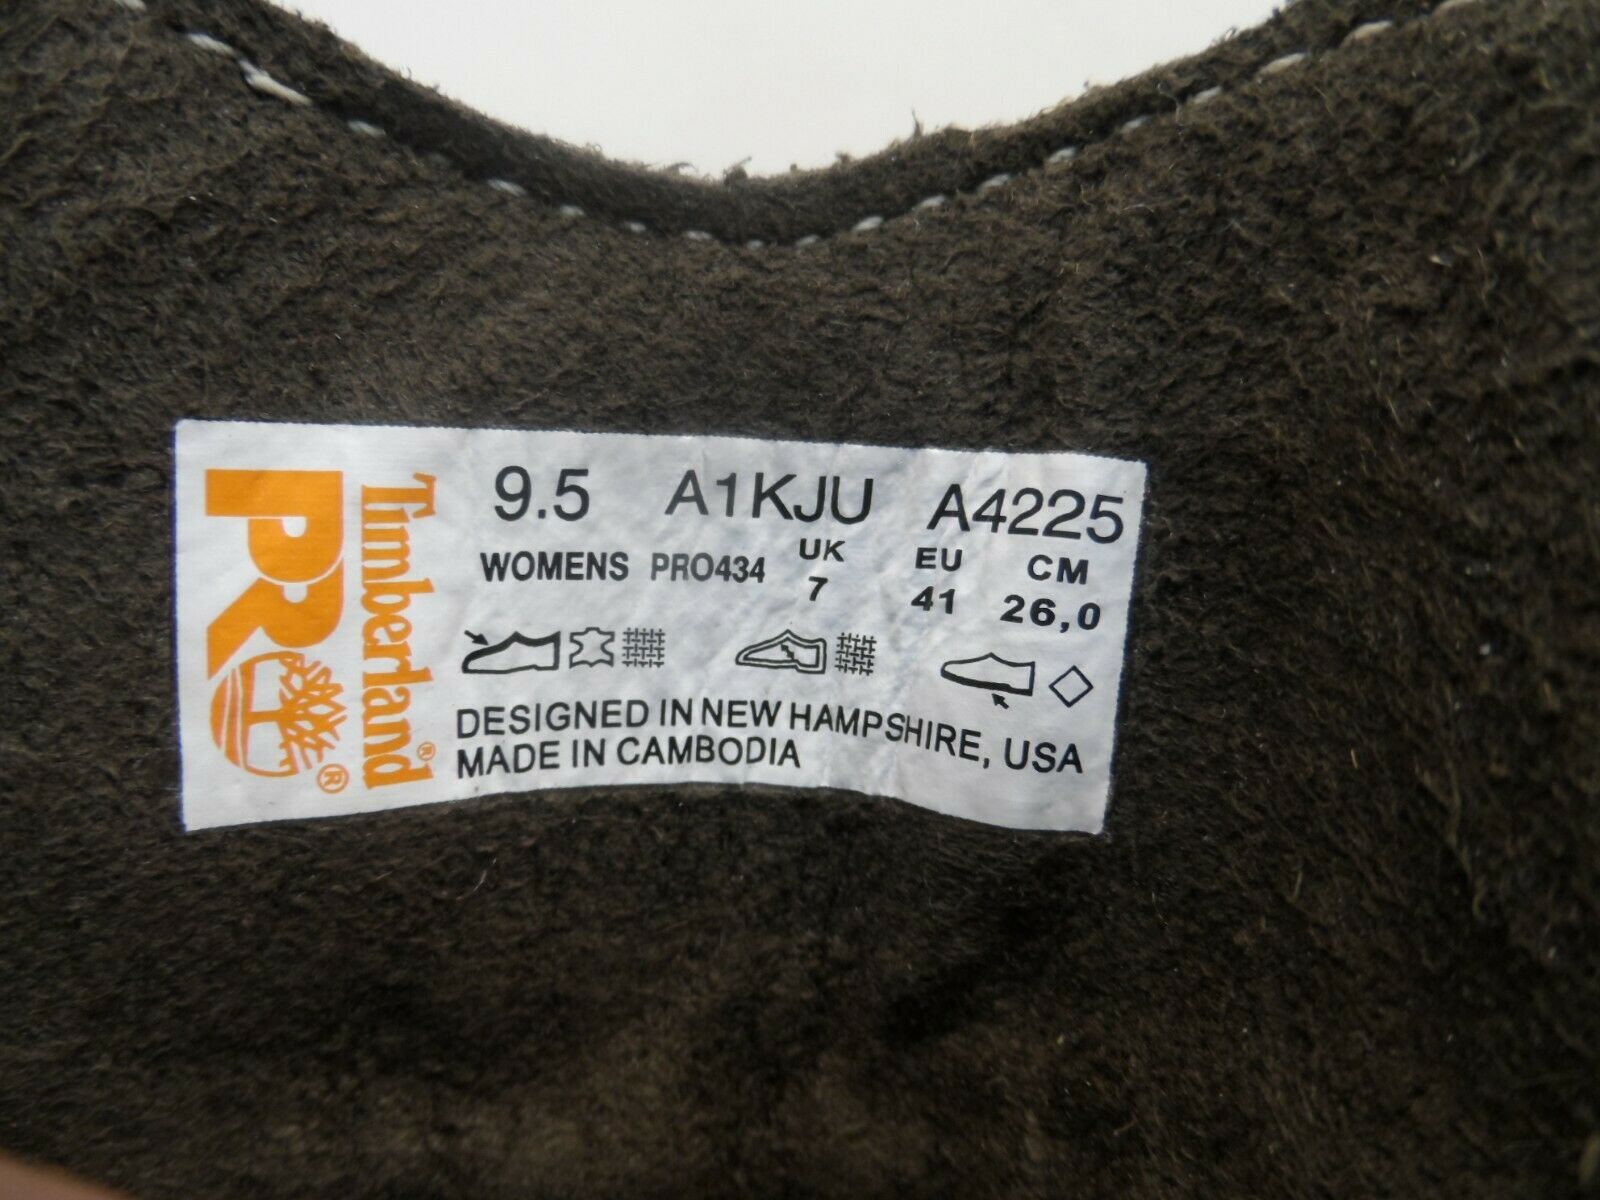 PRO®
Timberland®
9.5 A1KJU A4225
WOMENS PRO434 UK EU CM
7 41 26,0
DESIGNED IN NEW HAMPSHIRE, USA
MADE IN CAMBODIA